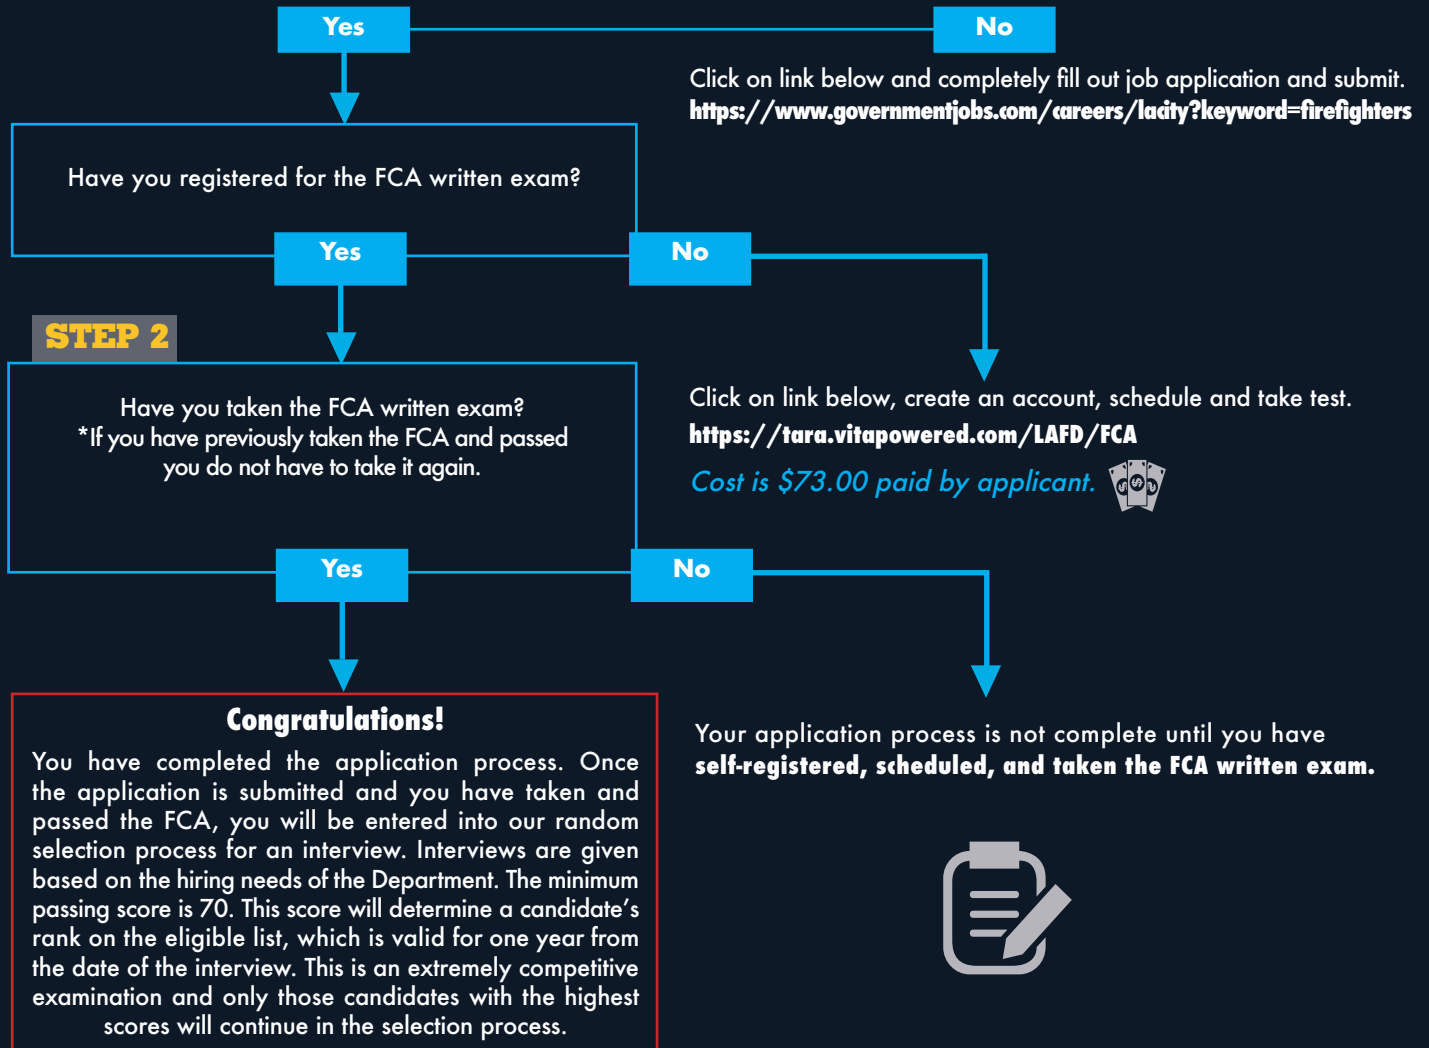 Yes
No
Click on link below and completely fill out job application and submit.
https://www.governmentjobs.com/careers/lacity?keyword=firefighters
Have you registered for the FCA written exam?
Yes
No
STEP 2
Have you taken the FCA written exam?
*If you have previously taken the FCA and passed
you do not have to take it again.
Click on link below, create an account, schedule and take test.
https://tara.vitapowered.com/LAFD/FCA
Cost is $73.00 paid by applicant.
Yes
No
Congratulations!
You have completed the application process. Once
the application is submitted and you have taken and
passed the FCA, you will be entered into our random
selection process for an interview. Interviews are given
based on the hiring needs of the Department. The minimum
passing score is 70. This score will determine a candidate's
rank on the eligible list, which is valid for one year from
the date of the interview. This is an extremely competitive
examination and only those candidates with the highest
scores will continue in the selection process.
Your application process is not complete until you have
self-registered, scheduled, and taken the FCA written exam.